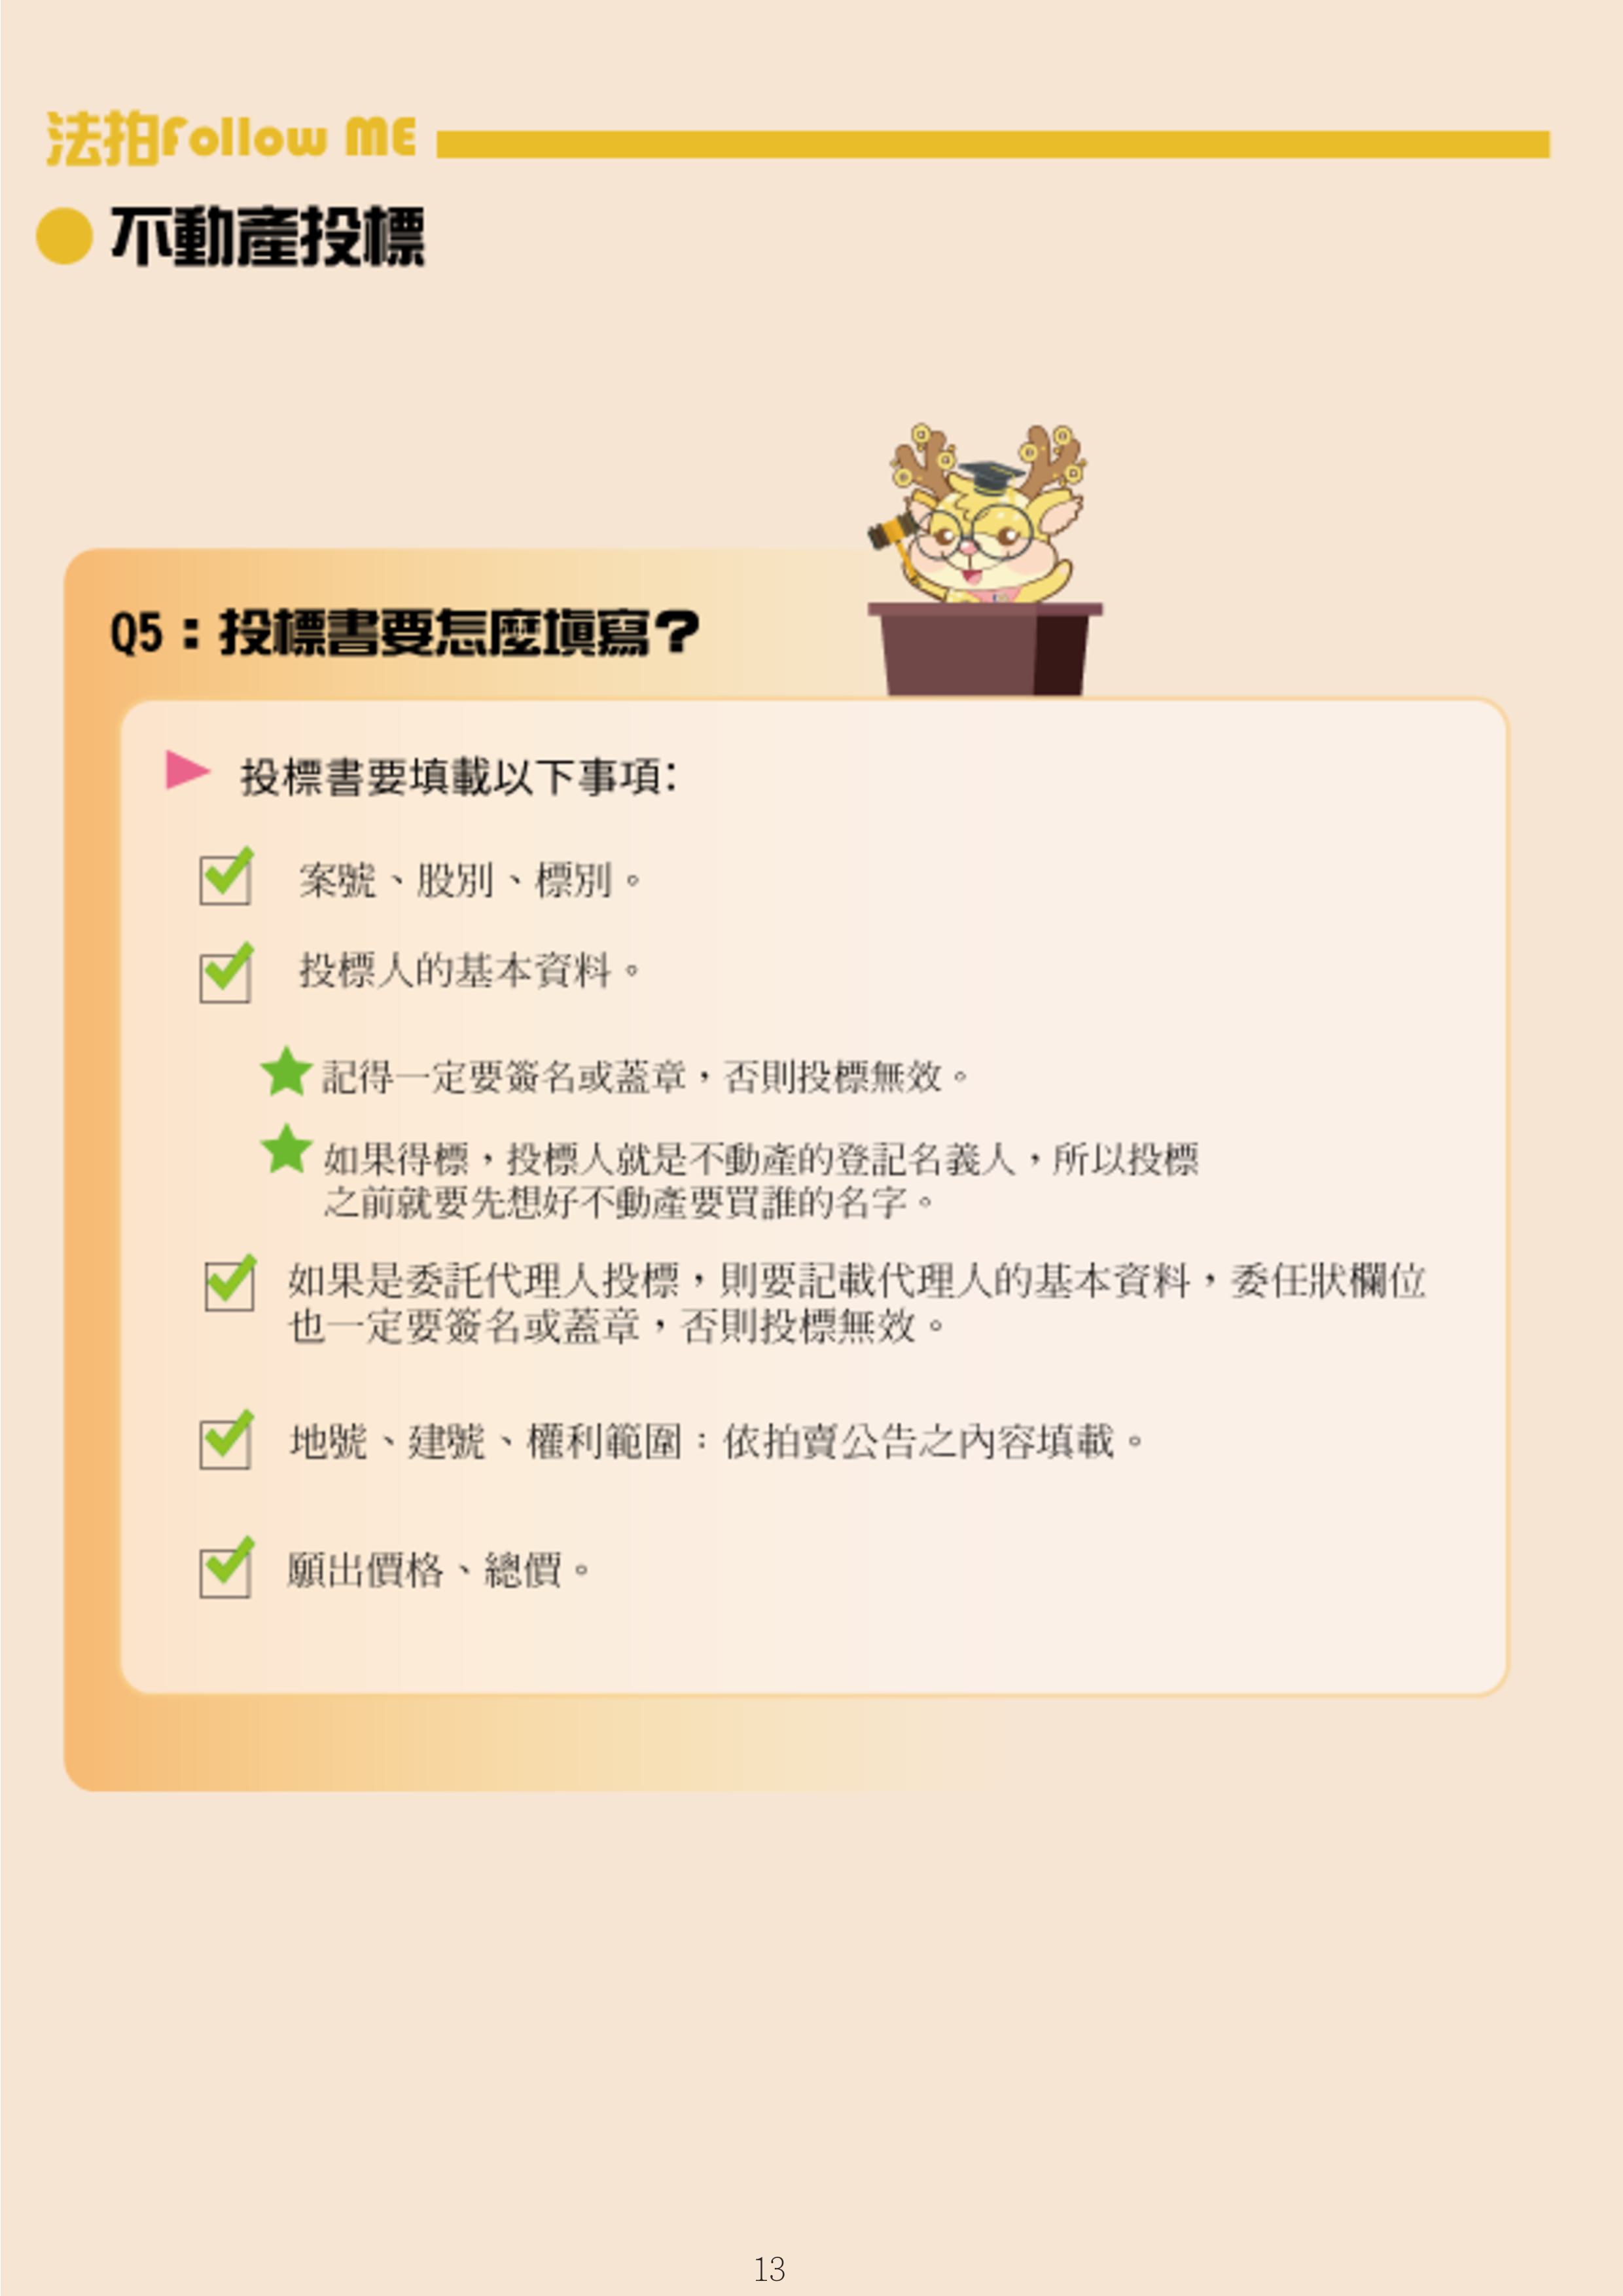 法拍Follow ME
不動產投標
Q5：投標書要怎麼填寫？
投標書要填載以下事項：
案號、股別、標別。
投標人的基本資料。
記得一定要簽名或蓋章，否則投標無效。
如果得標，投標人就是不動產的登記名義人，所以投標
之前就要先想好不動產要買誰的名字。
如果是委託代理人投標，則要記載代理人的基本資料，委任狀欄位
也一定要簽名或蓋章，否則投標無效。
地號、建號、權利範圍：依拍賣公告之內容填載。
願出價格、總價。
13